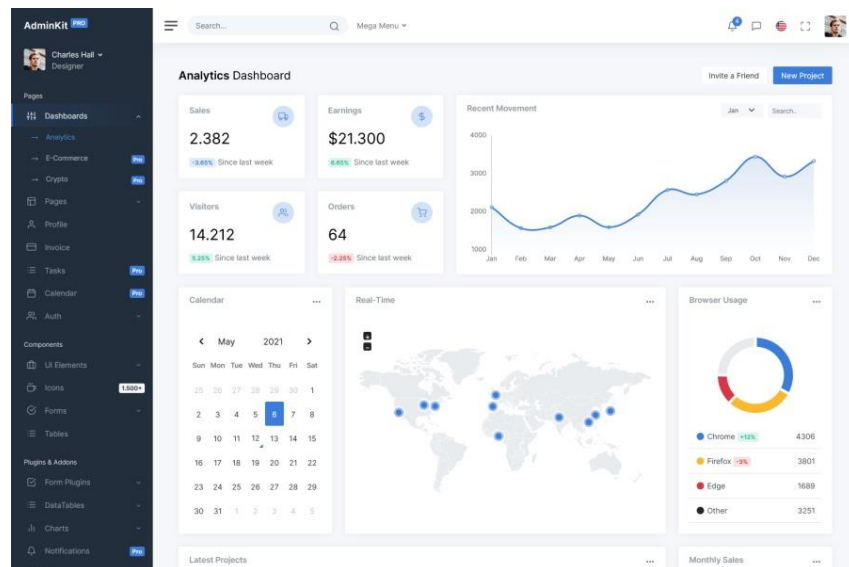 AdminKit PRO
Charles Hall
Designer
Pages
Dashboards
→ Analytics
→ E-Commerce Pro
→ Crypto Pro
Pages
Profile
Invoice
Tasks Pro
Calendar Pro
Auth
Components
UI Elements
Icons 1.500+
Forms
Tables
Plugins & Addons
Form Plugins
DataTables
Charts
Notifications Pro
Search...
Mega Menu
6
Analytics Dashboard
Invite a Friend
New Project
Sales
2.382
-3.65% Since last week
Earnings
$
$21.300
6.65% Since last week
Visitors
14.212
5.25% Since last week
Orders
64
-2.25% Since last week
Recent Movement
Jan
Search..
4000
3000
2000
1000
Jan Feb Mar Apr May Jun Jul Aug Sep Oct Nov Dec
Calendar ...
May 2021
Sun Mon Tue Wed Thu Fri Sat
25 26 27 28 29 30 1
2 3 4 5 6 7 8
9 10 11 12 13 14 15
16 17 18 19 20 21 22
23 24 25 26 27 28 29
30 31 1 2 3 4 5
Real-Time ...
+
−
Browser Usage ...
Chrome +12% 4306
Firefox -3% 3801
Edge 1689
Other 3251
Latest Projects ...
Monthly Sales ...